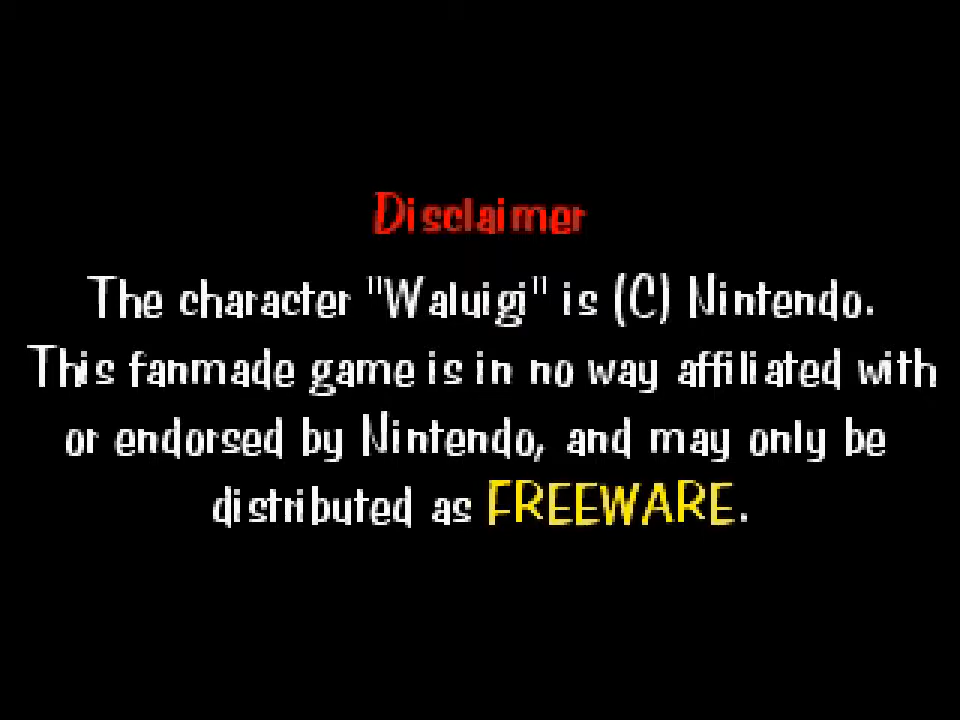 Disclaimer
The character "Waluigi" is (C) Nintendo.
This fanmade game is in no way affiliated with
or endorsed by Nintendo, and may only be
distributed as FREEWARE.